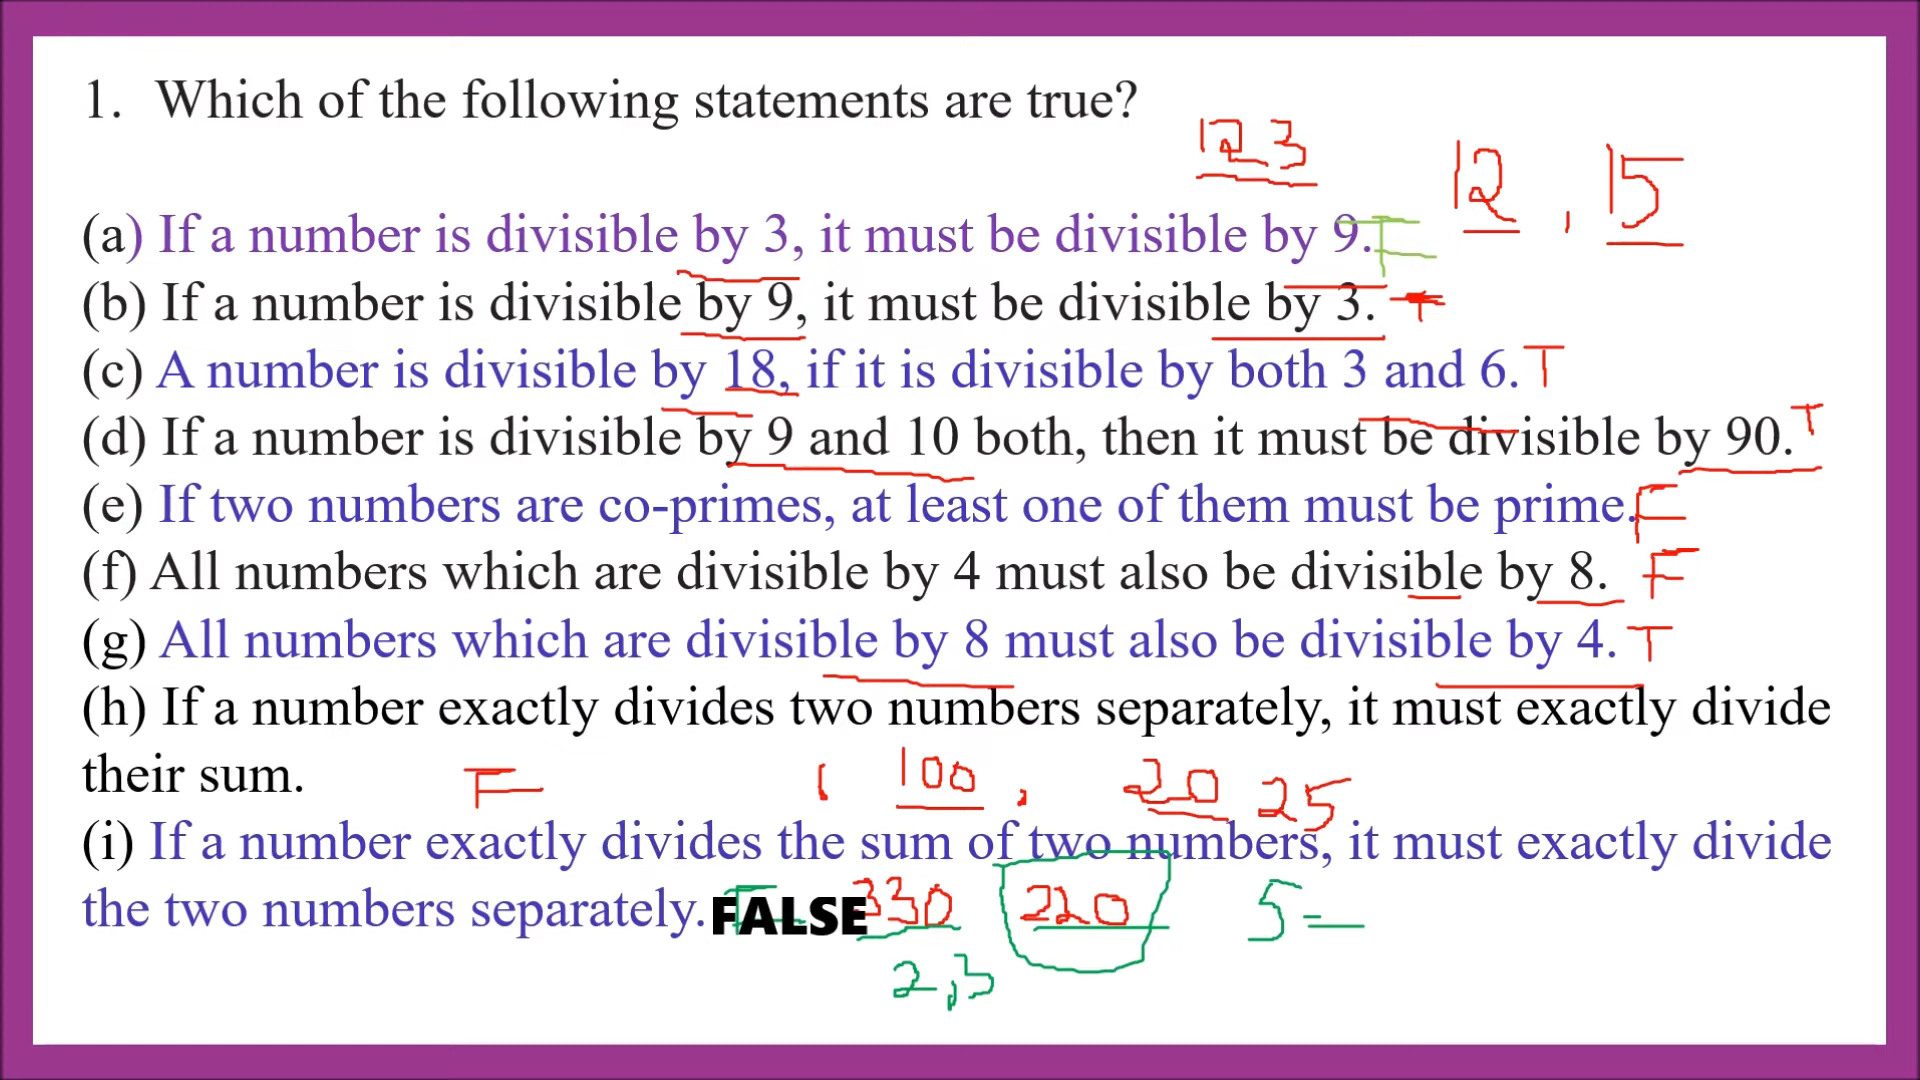 1. Which of the following statements are true?
123
12 , 15
(a) If a number is divisible by 3, it must be divisible by 9. F
(b) If a number is divisible by 9, it must be divisible by 3. T
(c) A number is divisible by 18, if it is divisible by both 3 and 6. T
(d) If a number is divisible by 9 and 10 both, then it must be divisible by 90. T
(e) If two numbers are co-primes, at least one of them must be prime. F
(f) All numbers which are divisible by 4 must also be divisible by 8. F
(g) All numbers which are divisible by 8 must also be divisible by 4. T
(h) If a number exactly divides two numbers separately, it must exactly divide
their sum. F 100 , 20 25
(i) If a number exactly divides the sum of two numbers, it must exactly divide
the two numbers separately. FALSE 330 220 5
2,3